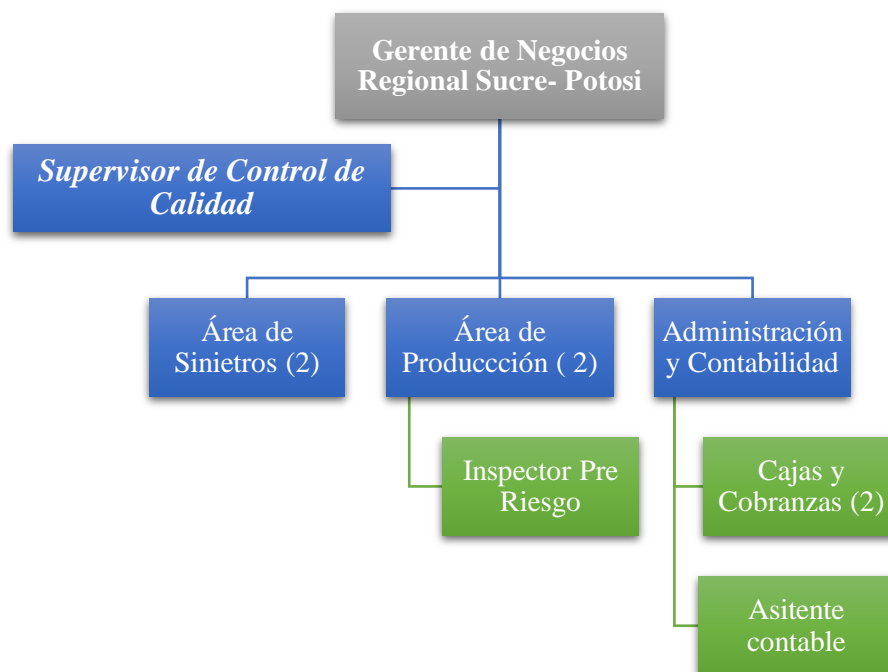 Gerente de Negocios
Regional Sucre- Potosi
Supervisor de Control de
Calidad
Área de
Sinietros (2)
Área de
Produccción ( 2)
Administración
y Contabilidad
Inspector Pre
Riesgo
Cajas y
Cobranzas (2)
Asitente
contable